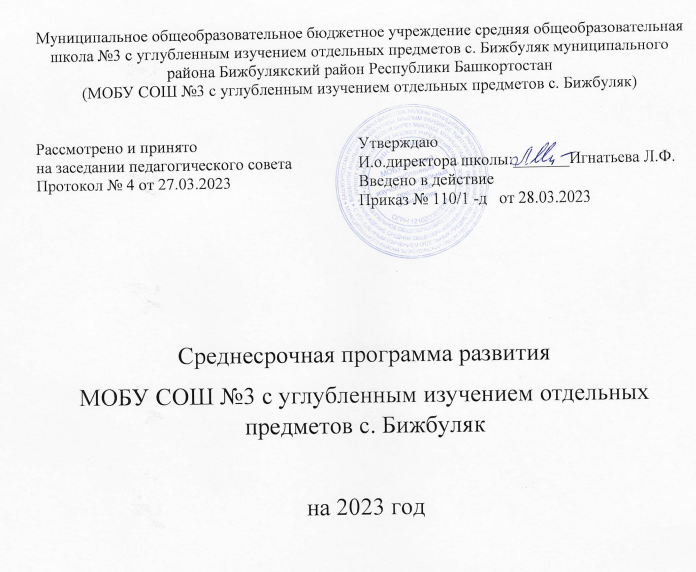 Муниципальное общеобразовательное бюджетное учреждение средняя общеобразовательная
школа №3 с углубленным изучением отдельных предметов с. Бижбуляк муниципального
района Бижбулякский район Республики Башкортостан
(МОБУ СОШ №3 с углубленным изучением отдельных предметов с. Бижбуляк)
Рассмотрено и принято
на заседании педагогического совета
Протокол № 4 от 27.03.2023
Утверждаю
И.о.директора школы:________Игнатьева Л.Ф.
Введено в действие
Приказ № 110/1 -д от 28.03.2023
Среднесрочная программа развития
МОБУ СОШ №3 с углубленным изучением отдельных
предметов с. Бижбуляк
на 2023 год